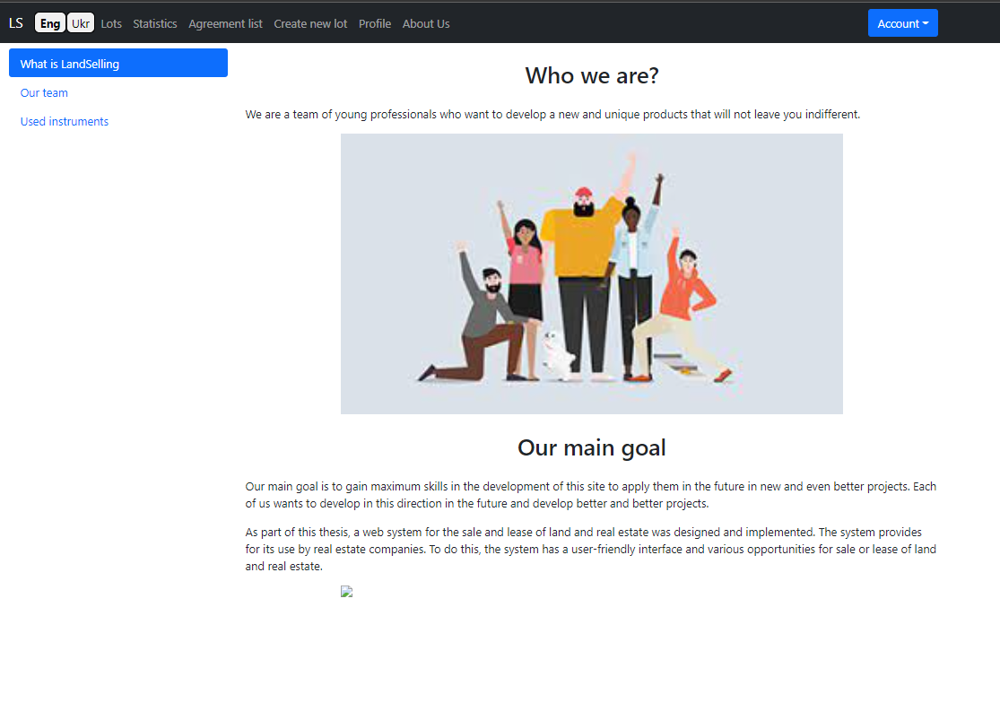 LS Eng Ukr Lots Statistics Agreement list Create new lot Profile About Us Account
What is LandSelling
Our team
Used instruments
Who we are?
We are a team of young professionals who want to develop a new and unique products that will not leave you indifferent.
Our main goal
Our main goal is to gain maximum skills in the development of this site to apply them in the future in new and even better projects. Each
of us wants to develop in this direction in the future and develop better and better projects.
As part of this thesis, a web system for the sale and lease of land and real estate was designed and implemented. The system provides
for its use by real estate companies. To do this, the system has a user-friendly interface and various opportunities for sale or lease of land
and real estate.